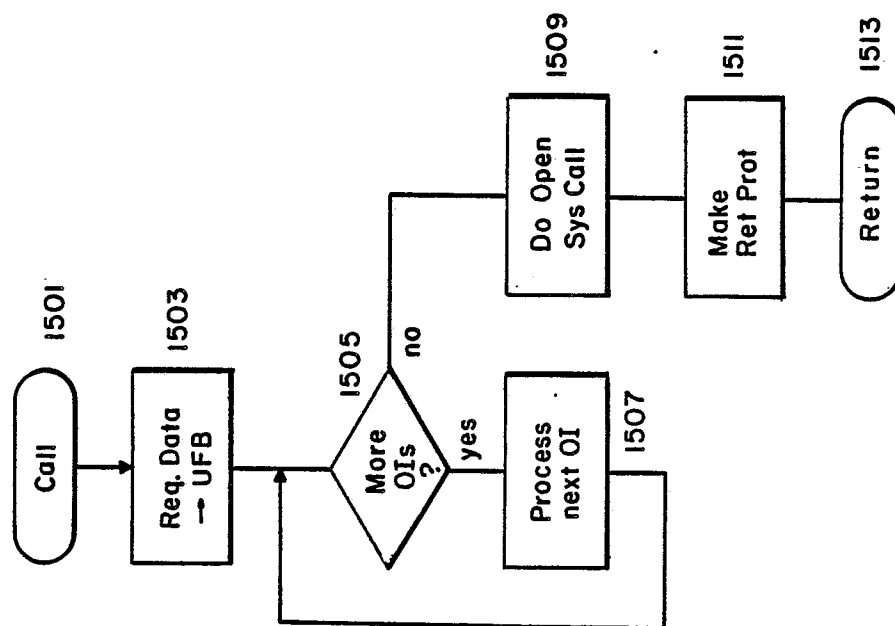 Call
1501
Req. Data
→ UFB
1503
More
OIs
?
1505
yes
no
Process
next OI
1507
Do Open
Sys Call
1509
Make
Ret Prot
1511
Return
1513